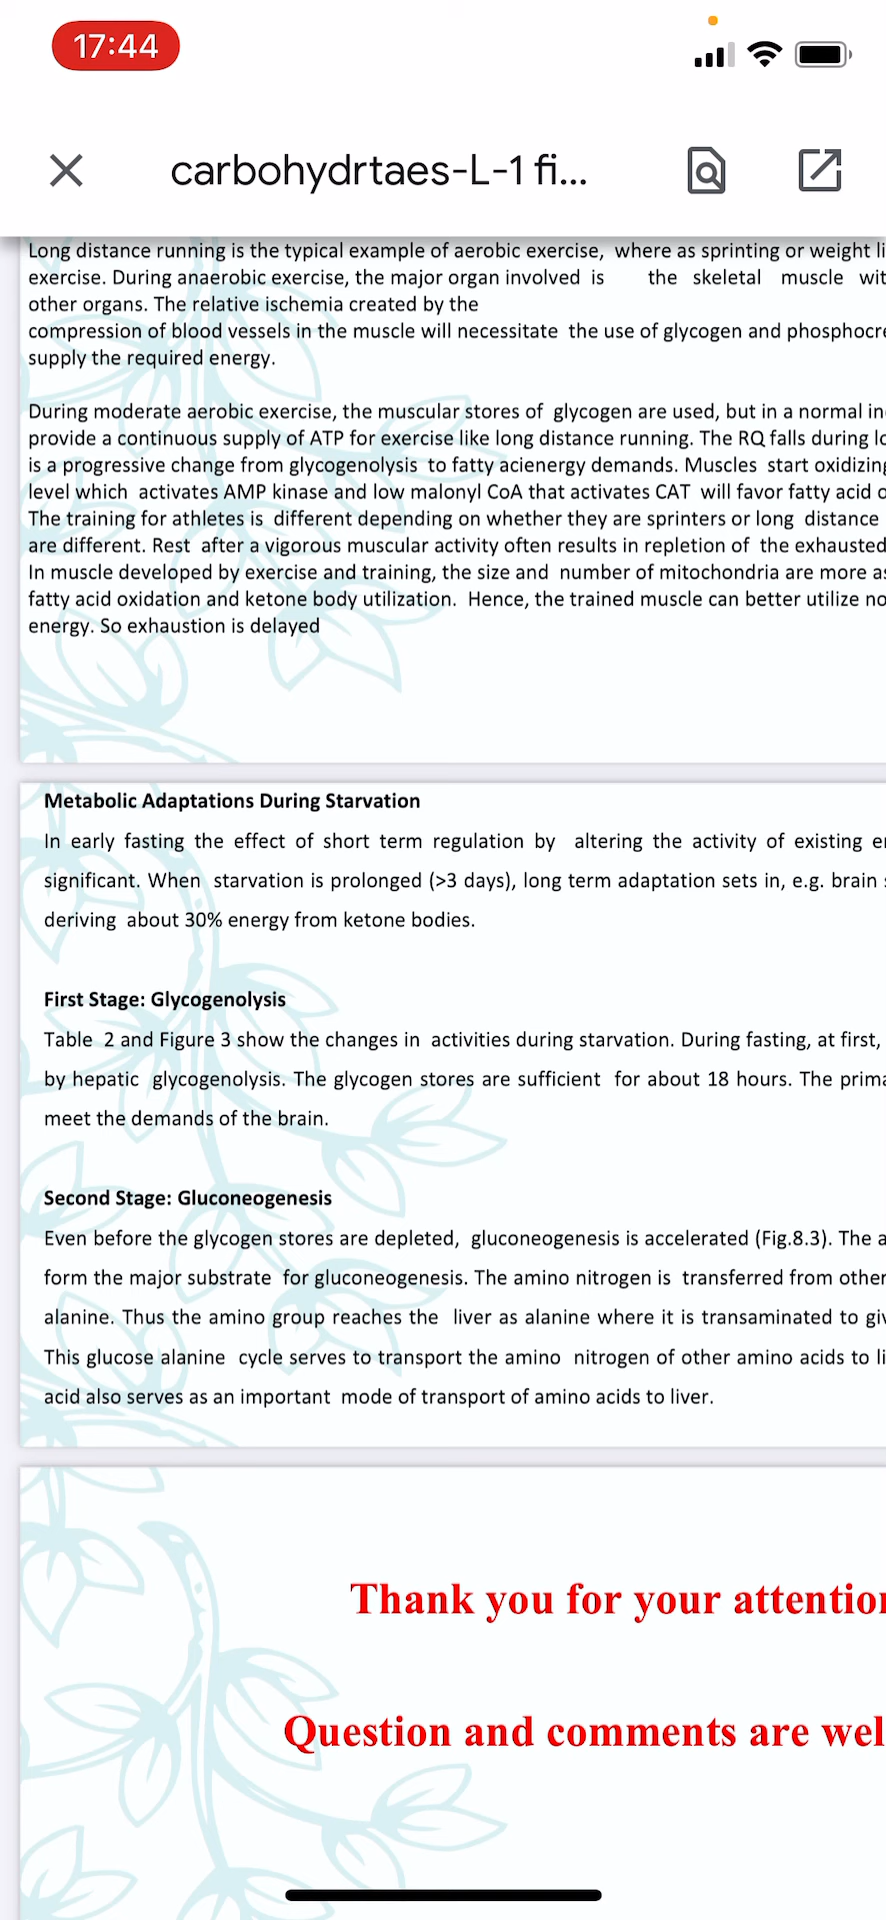 17:44
carbohydrtaes-L-1 fi...
Long distance running is the typical example of aerobic exercise, where as sprinting or weight li
exercise. During anaerobic exercise, the major organ involved is the skeletal muscle wit
other organs. The relative ischemia created by the
compression of blood vessels in the muscle will necessitate the use of glycogen and phosphocre
supply the required energy.
During moderate aerobic exercise, the muscular stores of glycogen are used, but in a normal in
provide a continuous supply of ATP for exercise like long distance running. The RQ falls during lo
is a progressive change from glycogenolysis to fatty acienergy demands. Muscles start oxidizing
level which activates AMP kinase and low malonyl CoA that activates CAT will favor fatty acid o
The training for athletes is different depending on whether they are sprinters or long distance
are different. Rest after a vigorous muscular activity often results in repletion of the exhausted
In muscle developed by exercise and training, the size and number of mitochondria are more as
fatty acid oxidation and ketone body utilization. Hence, the trained muscle can better utilize no
energy. So exhaustion is delayed
Metabolic Adaptations During Starvation
In early fasting the effect of short term regulation by altering the activity of existing en
significant. When starvation is prolonged (>3 days), long term adaptation sets in, e.g. brain s
deriving about 30% energy from ketone bodies.
First Stage: Glycogenolysis
Table 2 and Figure 3 show the changes in activities during starvation. During fasting, at first,
by hepatic glycogenolysis. The glycogen stores are sufficient for about 18 hours. The prima
meet the demands of the brain.
Second Stage: Gluconeogenesis
Even before the glycogen stores are depleted, gluconeogenesis is accelerated (Fig.8.3). The a
form the major substrate for gluconeogenesis. The amino nitrogen is transferred from other
alanine. Thus the amino group reaches the liver as alanine where it is transaminated to giv
This glucose alanine cycle serves to transport the amino nitrogen of other amino acids to li
acid also serves as an important mode of transport of amino acids to liver.
Thank you for your attention
Question and comments are wel